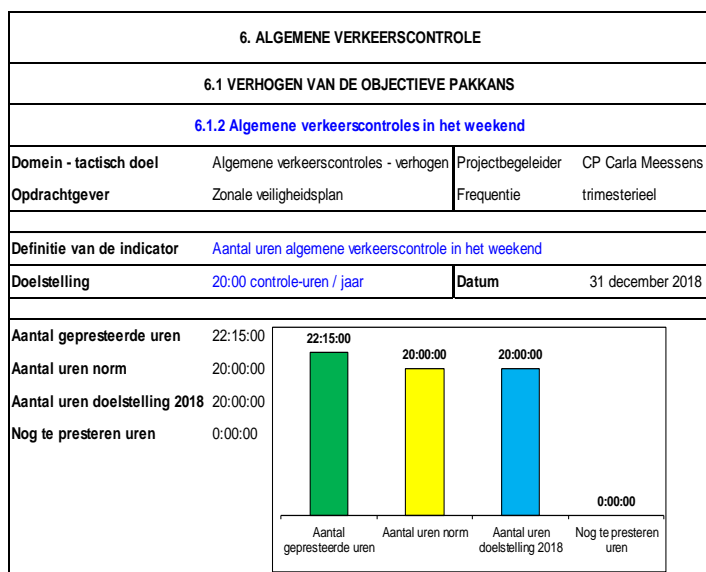 6. ALGEMENE VERKEERSCONTROLE
6.1 VERHOGEN VAN DE OBJECTIEVE PAKKANS
6.1.2 Algemene verkeerscontroles in het weekend
Domein - tactisch doel Algemene verkeerscontroles - verhogen Projectbegeleider CP Carla Meessens
Opdrachtgever Zonale veiligheidsplan Frequentie trimesterieel
Definitie van de indicator Aantal uren algemene verkeerscontrole in het weekend
Doelstelling 20:00 controle-uren / jaar Datum 31 december 2018
Aantal gepresteerde uren 22:15:00
Aantal uren norm 20:00:00
Aantal uren doelstelling 2018 20:00:00
Nog te presteren uren 0:00:00
22:15:00
20:00:00
20:00:00
0:00:00
Aantal
gepresteerde uren
Aantal uren norm
Aantal uren
doelstelling 2018
Nog te presteren
uren